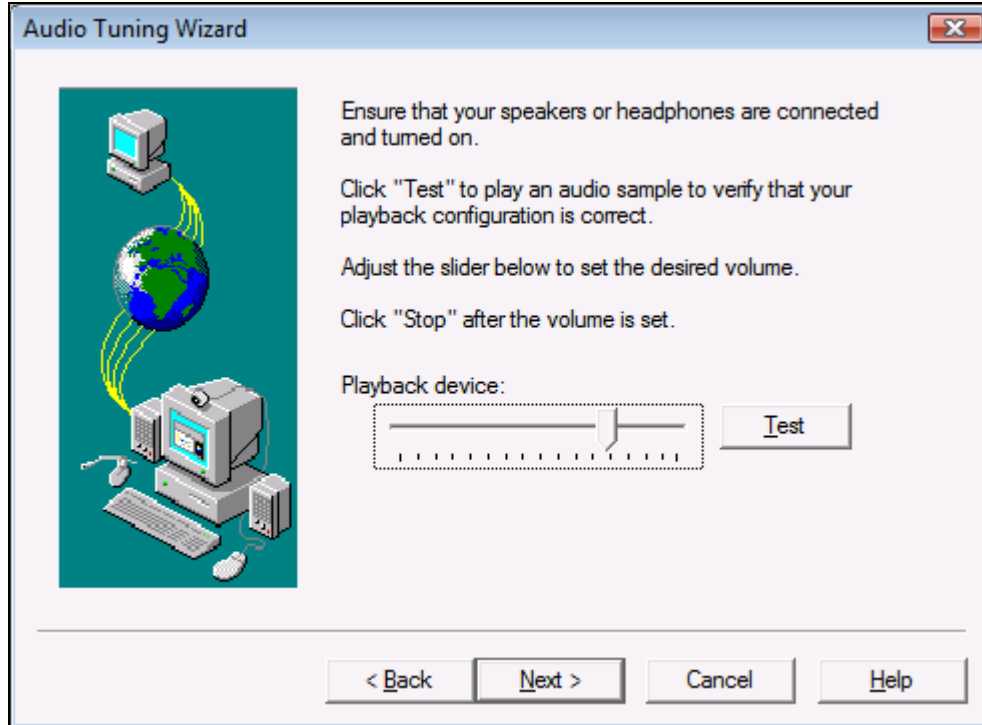 Audio Tuning Wizard
Ensure that your speakers or headphones are connected
and turned on.
Click "Test" to play an audio sample to verify that your
playback configuration is correct.
Adjust the slider below to set the desired volume.
Click "Stop" after the volume is set.
Playback device:
Test
< Back
Next >
Cancel
Help